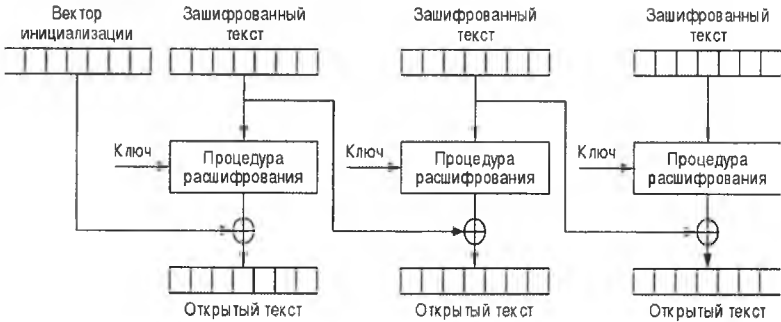 Вектор
инициализации
Зашифрованный
текст
Зашифрованный
текст
Зашифрованный
текст
Ключ
Процедура
расшифрования
Ключ
Процедура
расшифрования
Ключ
Процедура
расшифрования
Открытый текст
Открытый текст
Открытый текст